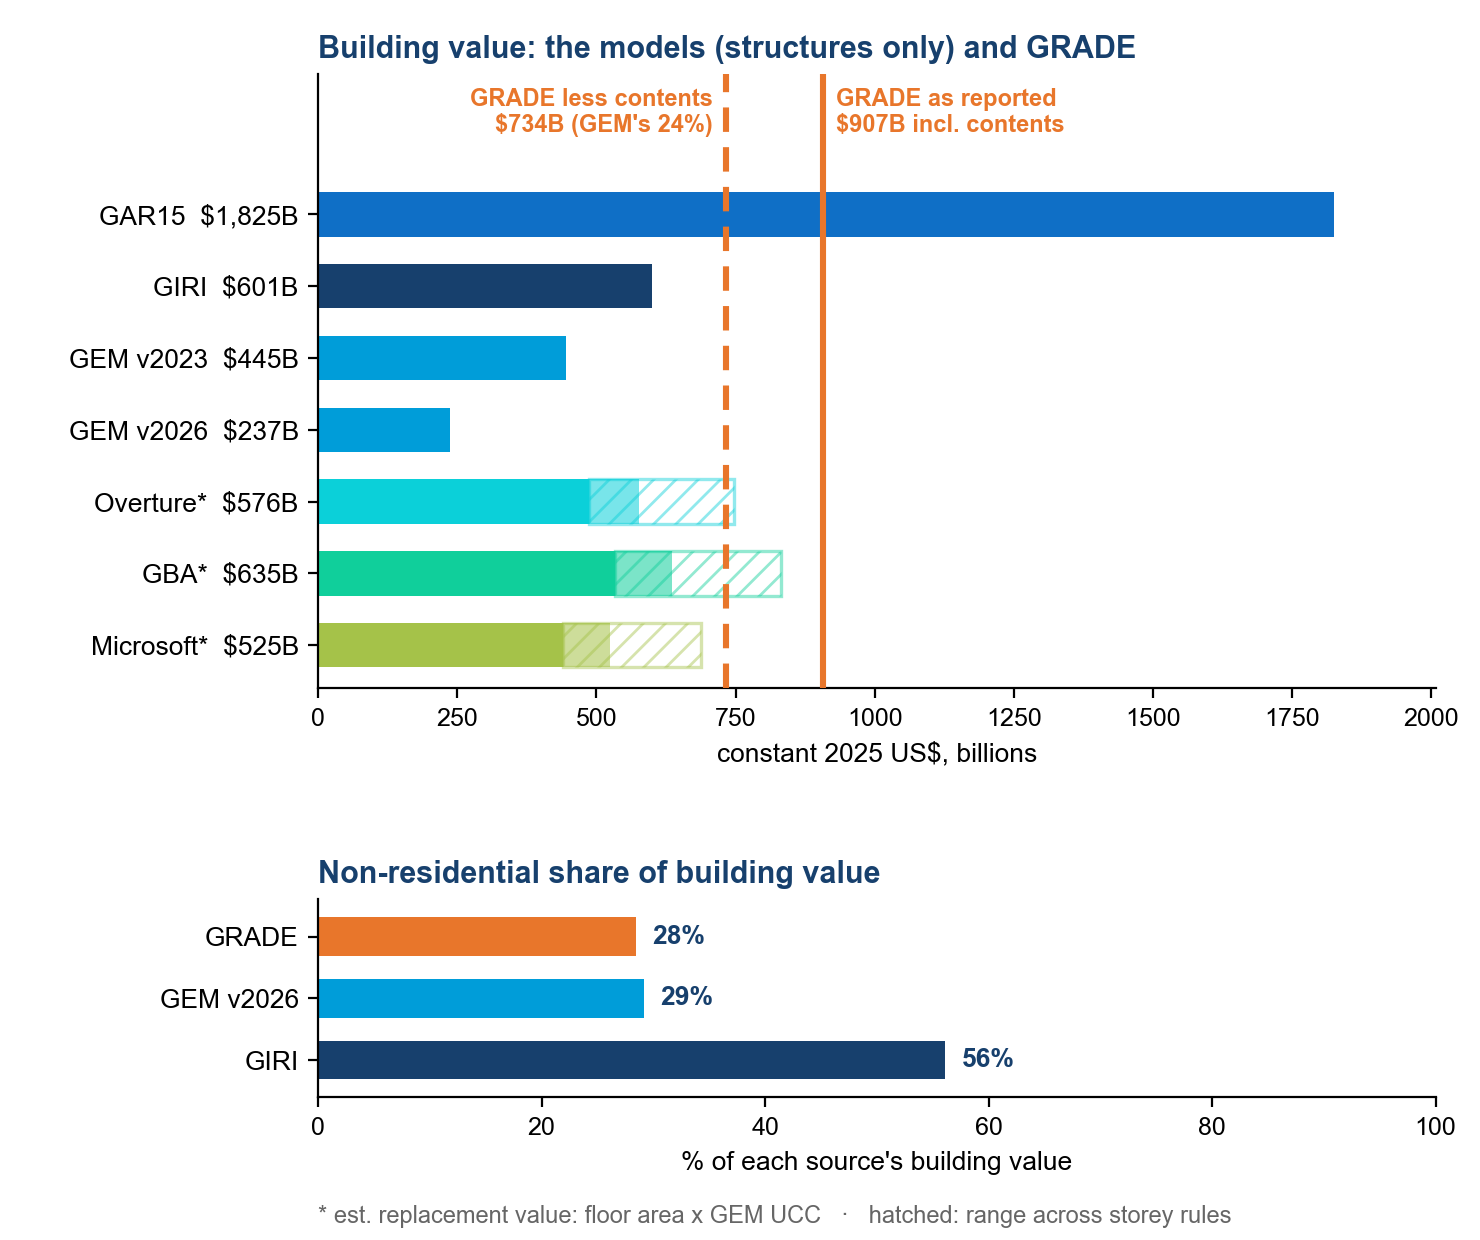 Building value: the models (structures only) and GRADE
GRADE less contents
$734B (GEM's 24%)
GRADE as reported
$907B incl. contents
GAR15 $1,825B
GIRI $601B
GEM v2023 $445B
GEM v2026 $237B
Overture* $576B
GBA* $635B
Microsoft* $525B
0 250 500 750 1000 1250 1500 1750 2000
constant 2025 US$, billions
Non-residential share of building value
GRADE 28%
GEM v2026 29%
GIRI 56%
0 20 40 60 80 100
% of each source's building value
* est. replacement value: floor area x GEM UCC · hatched: range across storey rules